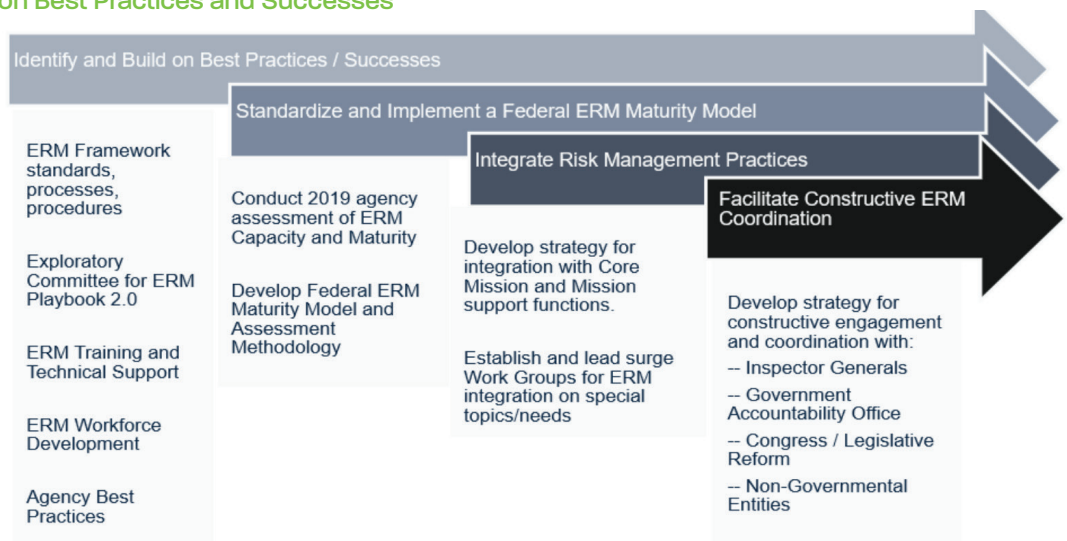 on Best Practices and Successes
Identify and Build on Best Practices / Successes
Standardize and Implement a Federal ERM Maturity Model
Integrate Risk Management Practices
Facilitate Constructive ERM
Coordination
ERM Framework
standards,
processes,
procedures
Exploratory
Committee for ERM
Playbook 2.0
ERM Training and
Technical Support
ERM Workforce
Development
Agency Best
Practices
Conduct 2019 agency
assessment of ERM
Capacity and Maturity
Develop Federal ERM
Maturity Model and
Assessment
Methodology
Develop strategy for
integration with Core
Mission and Mission
support functions.
Establish and lead surge
Work Groups for ERM
integration on special
topics/needs
Develop strategy for
constructive engagement
and coordination with:
-- Inspector Generals
-- Government
Accountability Office
-- Congress / Legislative
Reform
-- Non-Governmental
Entities